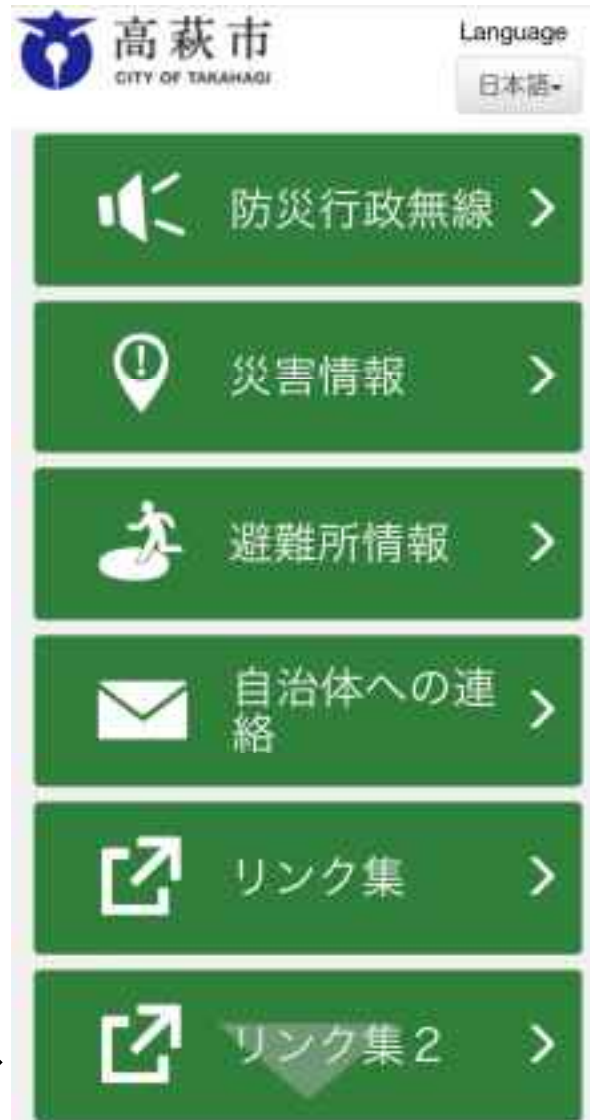 高萩市
CITY OF TAKAHAGI
Language
日本語
防災行政無線
災害情報
避難所情報
自治体への連
絡
リンク集
リンク集2